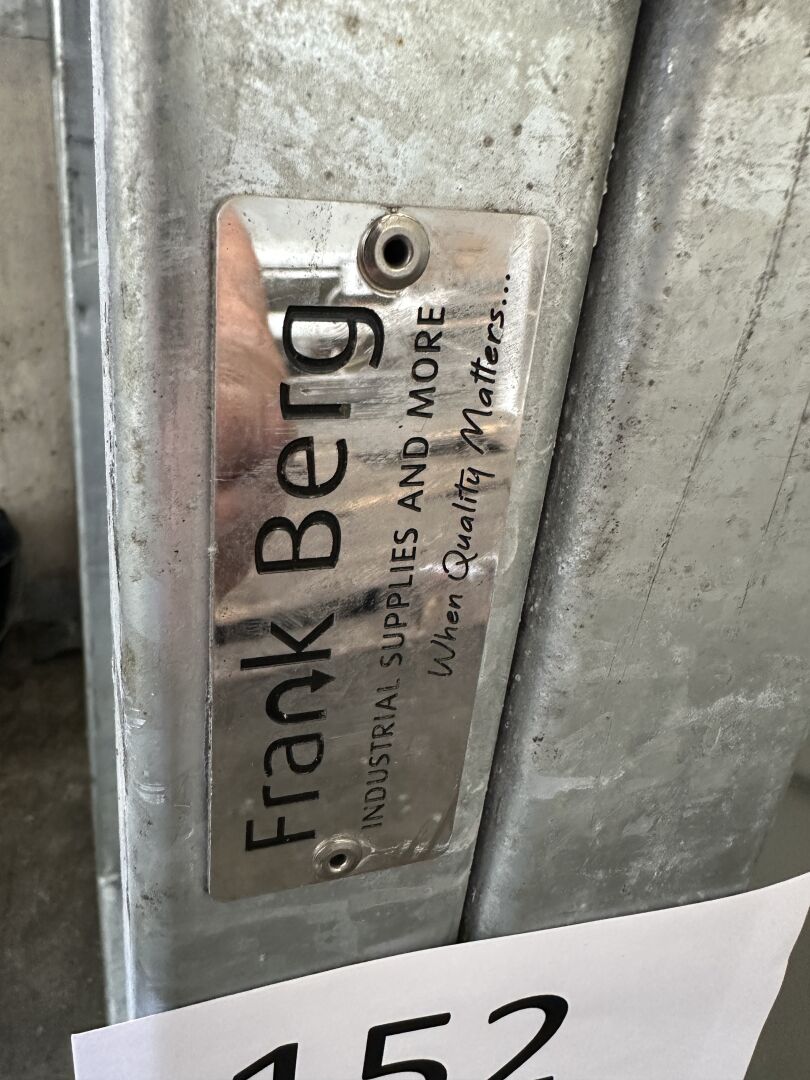 Frank Berg
INDUSTRIAL SUPPLIES AND MORE
When Quality Matters...
152